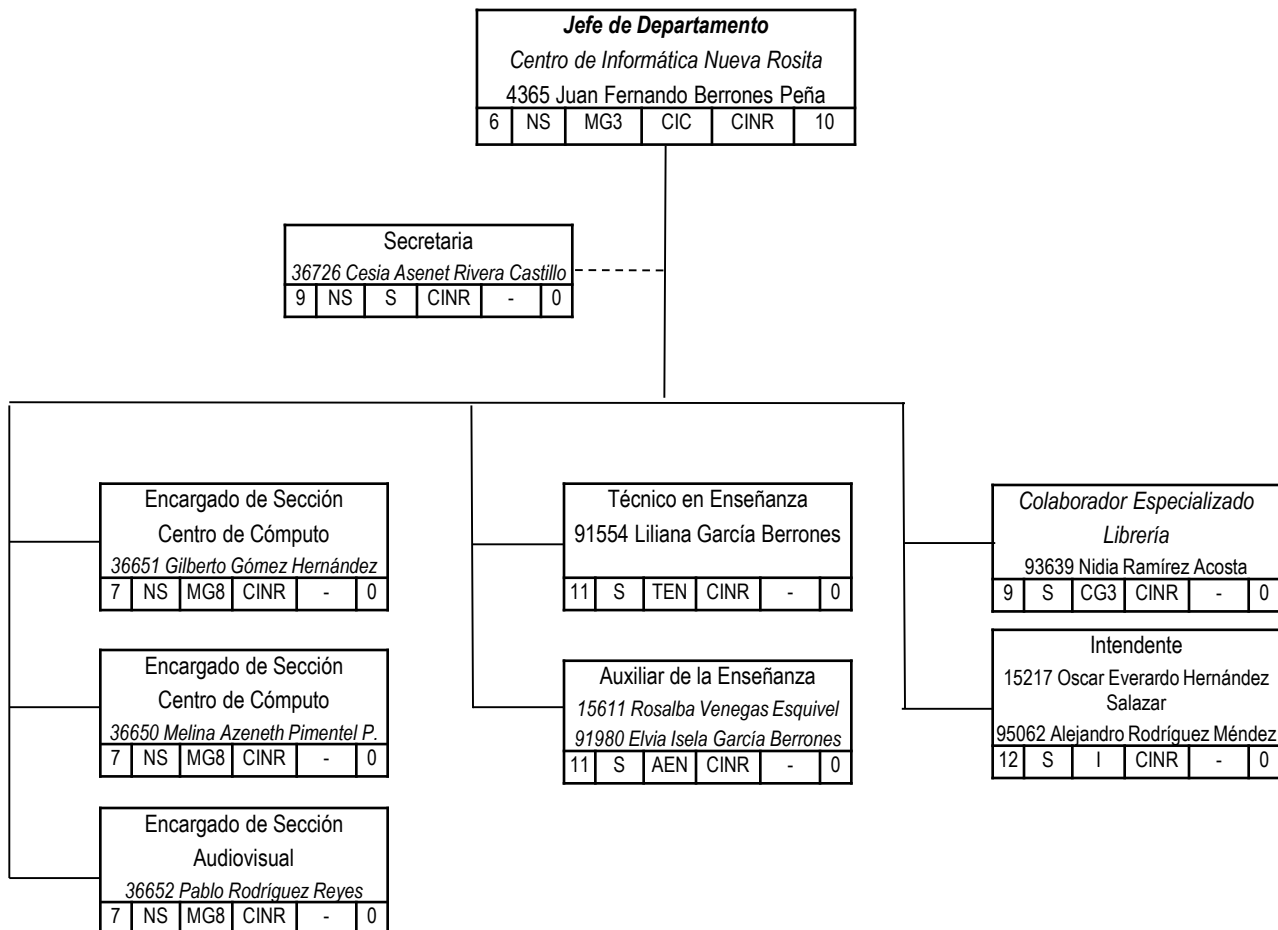 Jefe de Departamento
Centro de Informática Nueva Rosita
4365 Juan Fernando Berrones Peña
6 NS MG3 CIC CINR 10
Secretaria
36726 Cesia Asenet Rivera Castillo
9 NS S CINR - 0
Encargado de Sección
Centro de Cómputo
36651 Gilberto Gómez Hernández
7 NS MG8 CINR - 0
Encargado de Sección
Centro de Cómputo
36650 Melina Azeneth Pimentel P.
7 NS MG8 CINR - 0
Encargado de Sección
Audiovisual
36652 Pablo Rodríguez Reyes
7 NS MG8 CINR - 0
Técnico en Enseñanza
91554 Liliana García Berrones
11 S TEN CINR - 0
Auxiliar de la Enseñanza
15611 Rosalba Venegas Esquivel
91980 Elvia Isela García Berrones
11 S AEN CINR - 0
Colaborador Especializado
Librería
93639 Nidia Ramírez Acosta
9 S CG3 CINR - 0
Intendente
15217 Oscar Everardo Hernández
Salazar
95062 Alejandro Rodríguez Méndez
12 S I CINR - 0